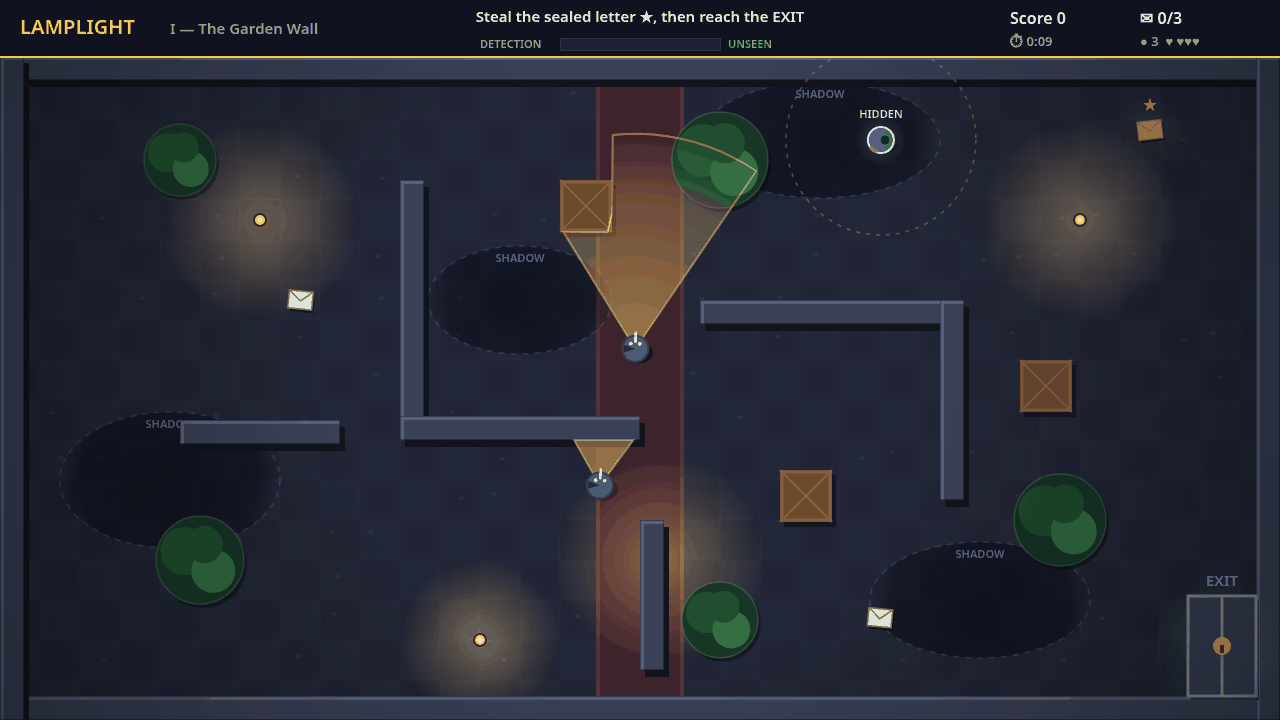 LAMPLIGHT
I — The Garden Wall
Steal the sealed letter ★, then reach the EXIT
DETECTION
UNSEEN
Score 0
✉ 0/3
⏱ 0:09
● 3 ♥ ♥♥♥
SHADOW
HIDDEN
SHADOW
SHADO
SHADOW
EXIT